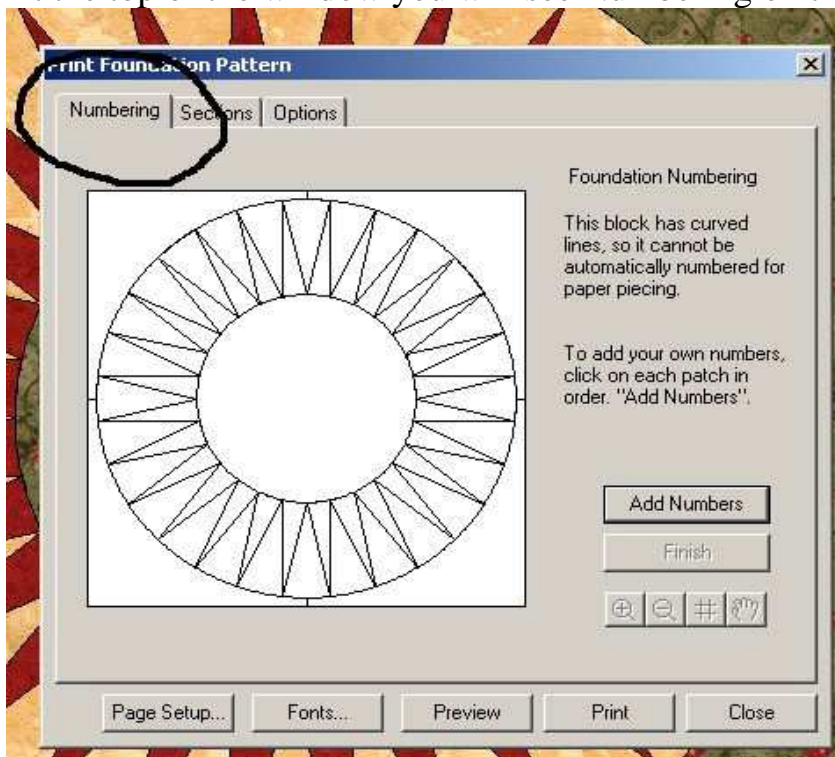 Print Foundation Pattern
Numbering Sections Options
Foundation Numbering
This block has curved
lines, so it cannot be
automatically numbered for
paper piecing.
To add your own numbers,
click on each patch in
order. "Add Numbers".
Add Numbers
Finish
Page Setup... Fonts... Preview Print Close